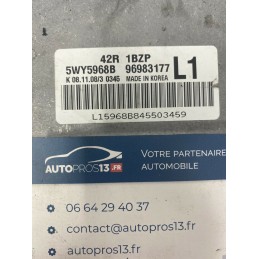 42R 1BZP
5WY5968B 96983177 L1
K 08.11.08/3 0345 MADE IN KOREA
L15968B845503459
AUTOPROS13.FR
VOTRE PARTENAIRE
AUTOMOBILE
06 64 29 40 37
contact@autopros13.fr
autopros13.fr